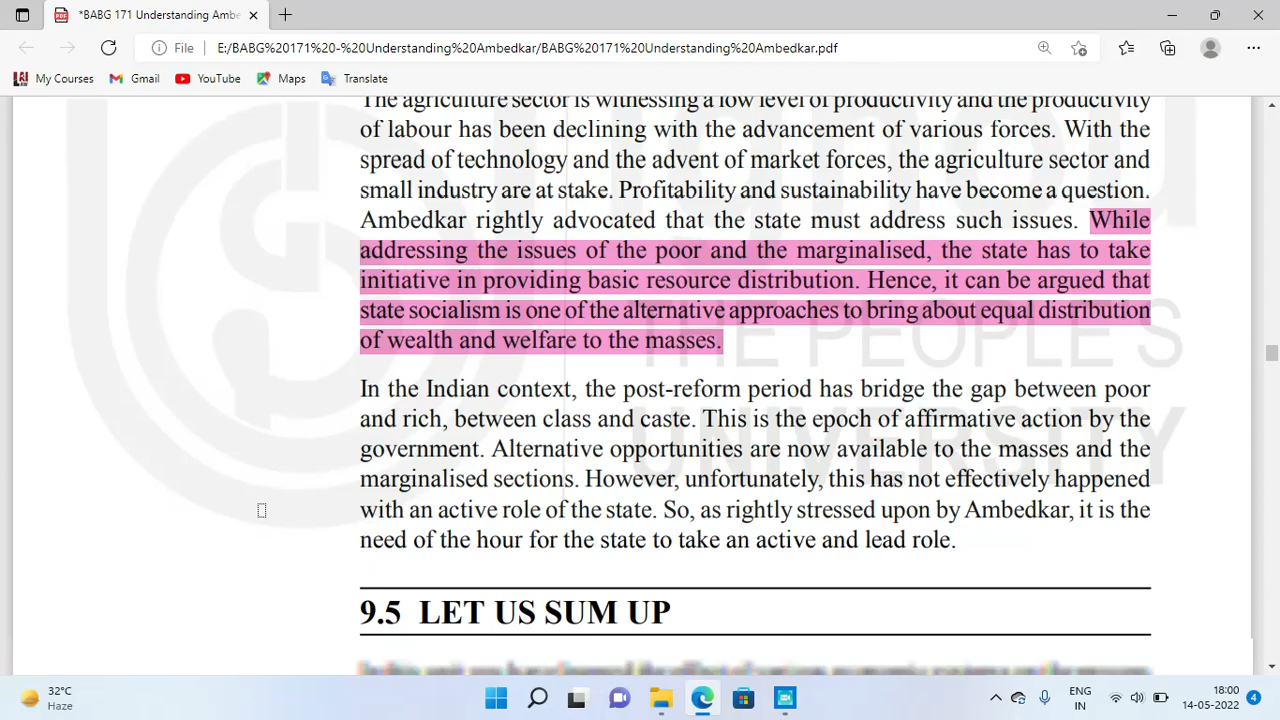 *BABG 171 Understanding Ambe
File
E:/BABG%20171%20-%20Understanding%20Ambedkar/BABG%20171%20Understanding%20Ambedkar.pdf
My Courses
Gmail
YouTube
Maps
Translate
The agriculture sector is witnessing a low level of productivity and the productivity
of labour has been declining with the advancement of various forces. With the
spread of technology and the advent of market forces, the agriculture sector and
small industry are at stake. Profitability and sustainability have become a question.
Ambedkar rightly advocated that the state must address such issues. While
addressing the issues of the poor and the marginalised, the state has to take
initiative in providing basic resource distribution. Hence, it can be argued that
state socialism is one of the alternative approaches to bring about equal distribution
of wealth and welfare to the masses.
In the Indian context, the post-reform period has bridge the gap between poor
and rich, between class and caste. This is the epoch of affirmative action by the
government. Alternative opportunities are now available to the masses and the
marginalised sections. However, unfortunately, this has not effectively happened
with an active role of the state. So, as rightly stressed upon by Ambedkar, it is the
need of the hour for the state to take an active and lead role.
9.5 LET US SUM UP
ignou
THE PEOPLE'S
UNIVERSITY
32°C
Haze
ENG
IN
18:00
14-05-2022
4